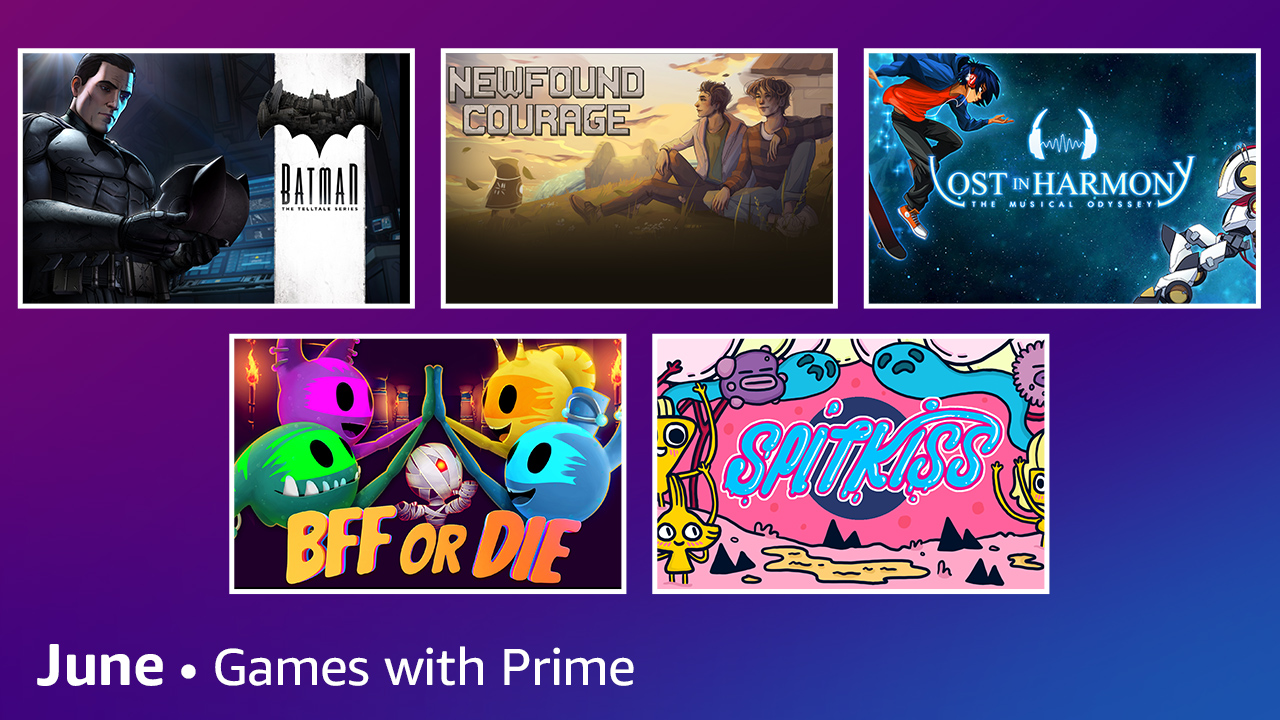 BATMAN
THE TELLTALE SERIES
NEWFOUND
COURAGE
LOST IN HARMONY
THE MUSICAL ODYSSEY
BFF OR DIE
SPITKISS
June • Games with Prime